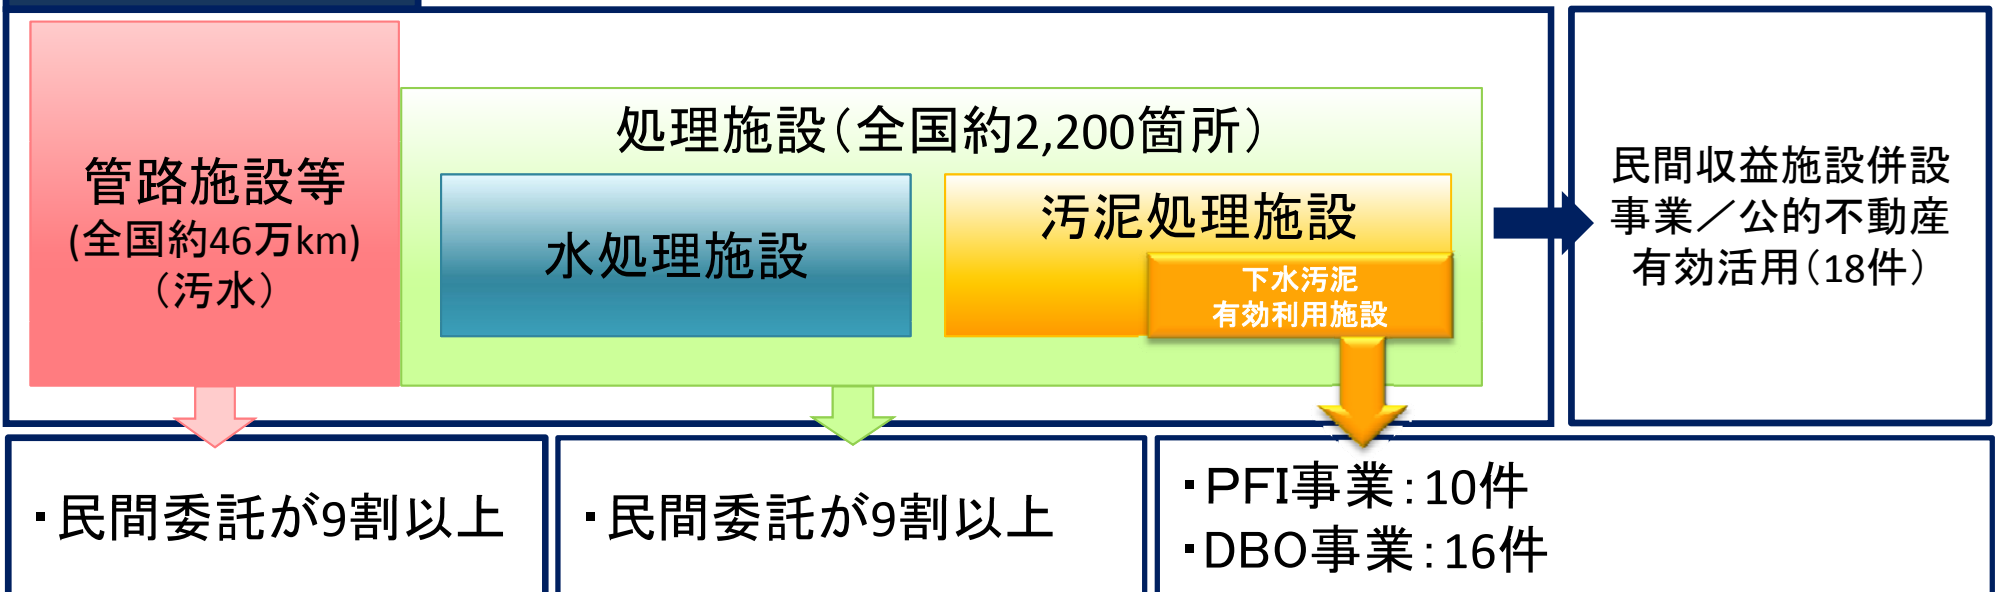 管路施設等
(全国約46万km)
（汚水）
処理施設（全国約2,200箇所）
水処理施設
汚泥処理施設
下水汚泥
有効利用施設
民間収益施設併設
事業／公的不動産
有効活用（18件）
・民間委託が9割以上
・民間委託が9割以上
・PFI事業：10件
・DBO事業：16件